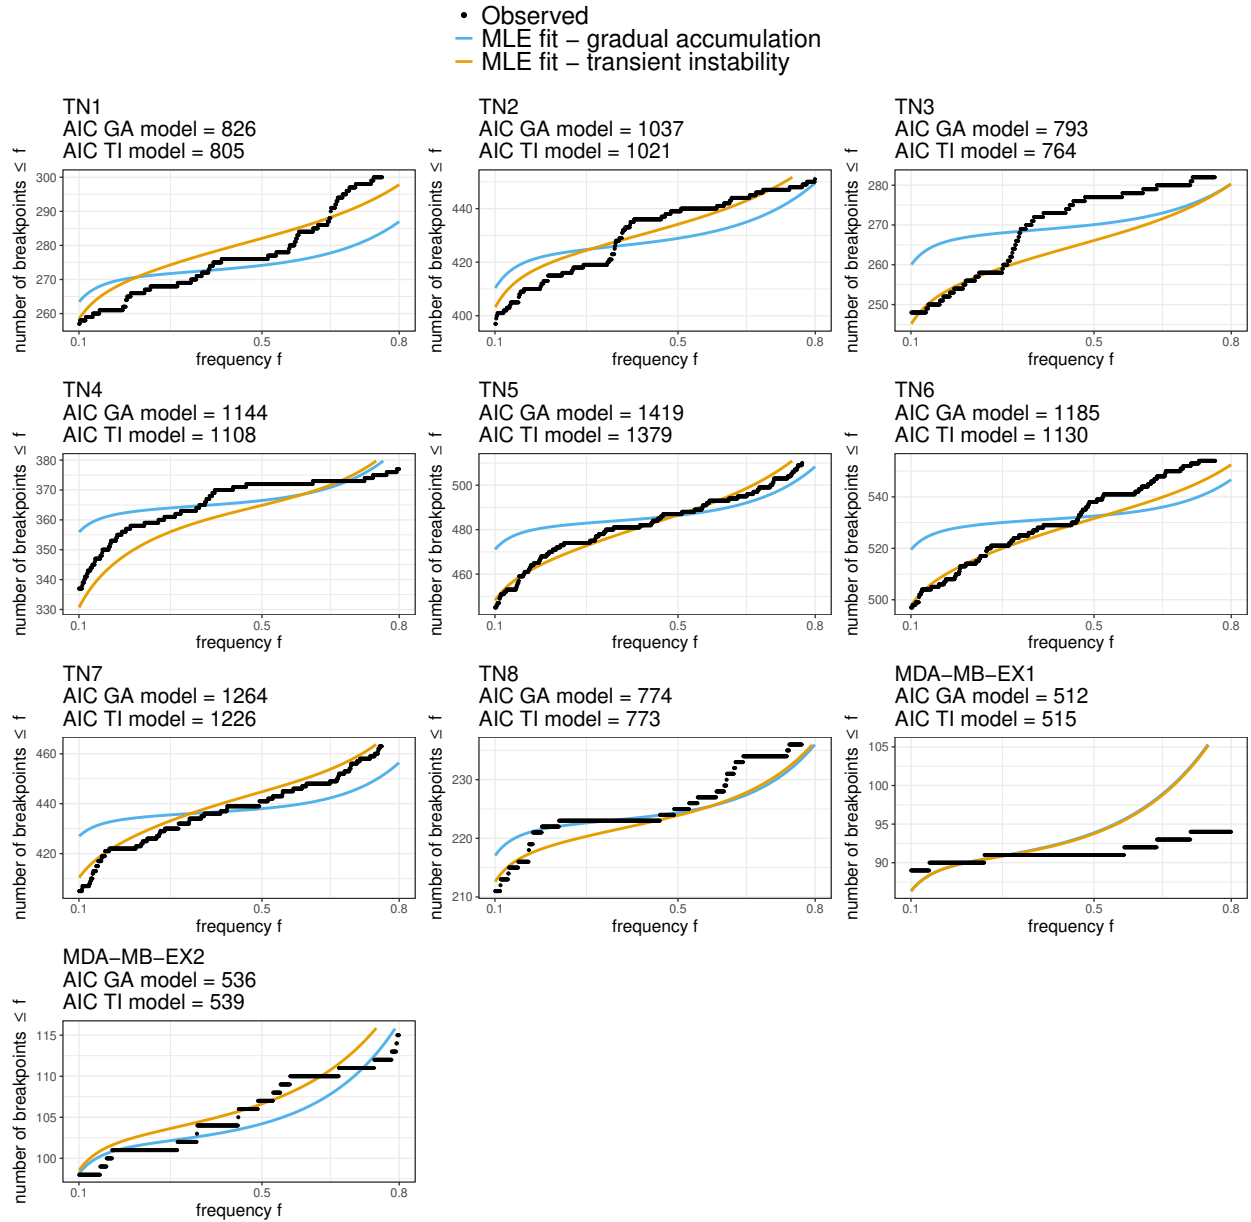 Observed
MLE fit − gradual accumulation
MLE fit − transient instability
TN1
AIC GA model = 826
AIC TI model = 805
number of breakpoints ≤ f
300
290
280
270
260
0.1
0.5
0.8
frequency f
TN2
AIC GA model = 1037
AIC TI model = 1021
number of breakpoints ≤ f
440
420
400
0.1
0.5
0.8
frequency f
TN3
AIC GA model = 793
AIC TI model = 764
number of breakpoints ≤ f
280
270
260
250
0.1
0.5
0.8
frequency f
TN4
AIC GA model = 1144
AIC TI model = 1108
number of breakpoints ≤ f
380
370
360
350
340
330
0.1
0.5
0.8
frequency f
TN5
AIC GA model = 1419
AIC TI model = 1379
number of breakpoints ≤ f
500
480
460
0.1
0.5
0.8
frequency f
TN6
AIC GA model = 1185
AIC TI model = 1130
number of breakpoints ≤ f
540
520
500
0.1
0.5
0.8
frequency f
TN7
AIC GA model = 1264
AIC TI model = 1226
number of breakpoints ≤ f
460
440
420
0.1
0.5
0.8
frequency f
TN8
AIC GA model = 774
AIC TI model = 773
number of breakpoints ≤ f
230
220
210
0.1
0.5
0.8
frequency f
MDA−MB−EX1
AIC GA model = 512
AIC TI model = 515
number of breakpoints ≤ f
105
100
95
90
0.1
0.5
0.8
frequency f
MDA−MB−EX2
AIC GA model = 536
AIC TI model = 539
number of breakpoints ≤ f
115
110
105
100
0.1
0.5
0.8
frequency f